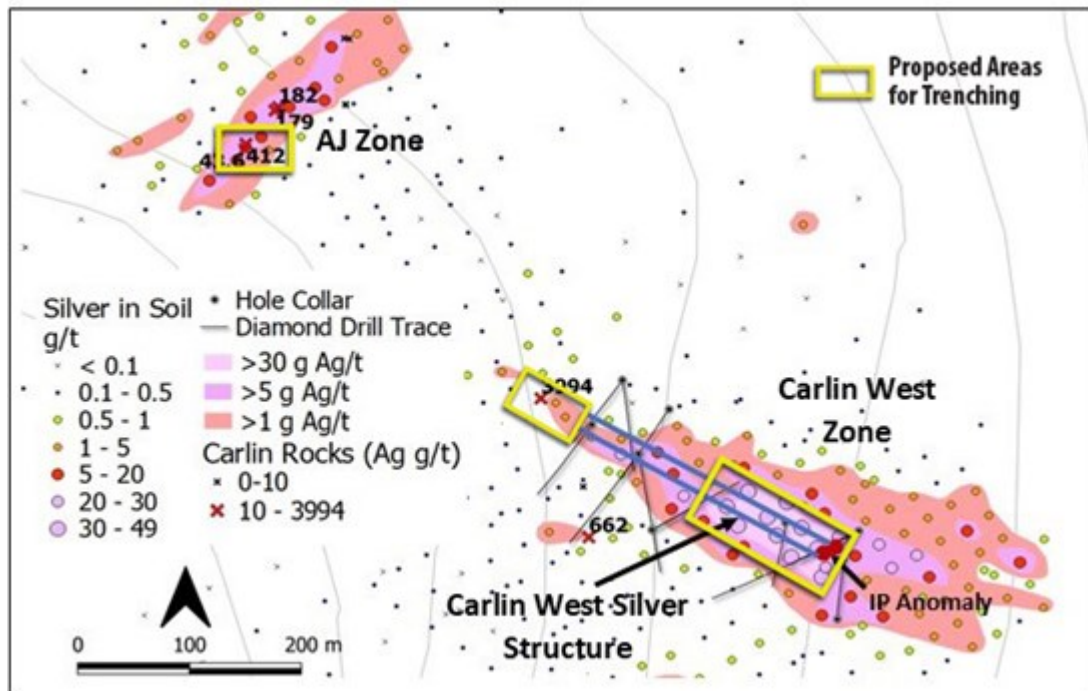 Proposed Areas
for Trenching
182
179
AJ Zone
412
Silver in Soil
g/t
< 0.1
0.1 - 0.5
0.5 - 1
1 - 5
5 - 20
20 - 30
30 - 49
Hole Collar
Diamond Drill Trace
>30 g Ag/t
>5 g Ag/t
>1 g Ag/t
Carlin Rocks (Ag g/t)
0-10
10 - 3994
3994
Carlin West
Zone
662
Carlin West Silver
Structure
IP Anomaly
0 100 200 m